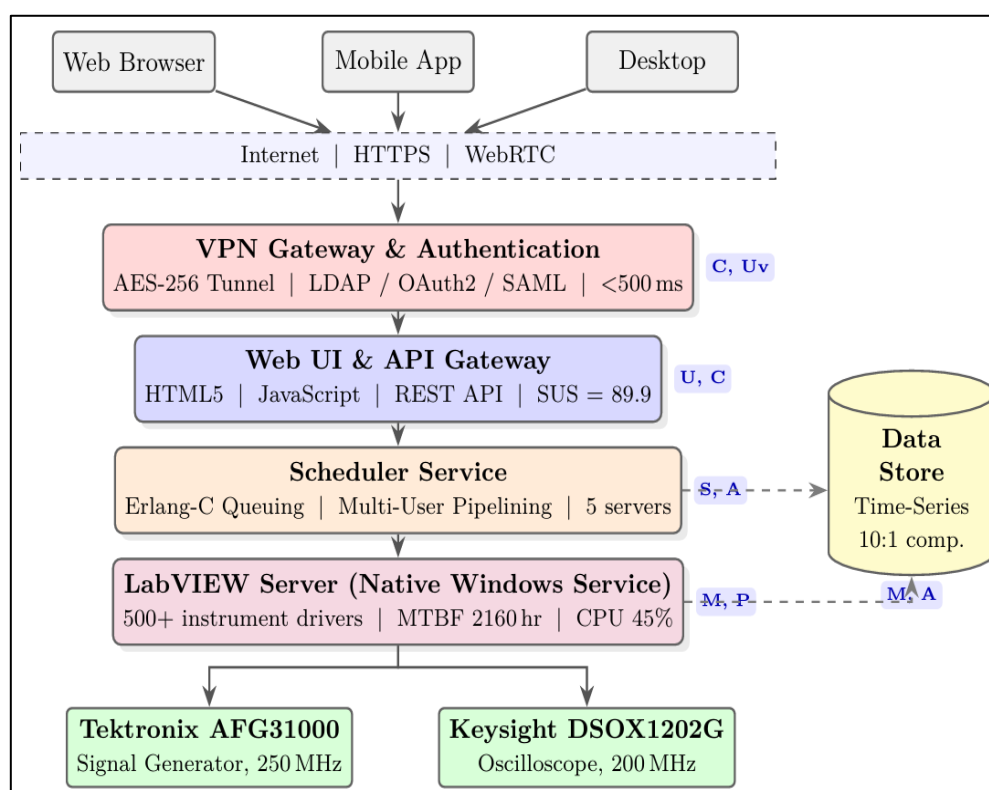 Web Browser
Mobile App
Desktop
Internet | HTTPS | WebRTC
VPN Gateway & Authentication
AES-256 Tunnel | LDAP / OAuth2 / SAML | <500 ms
C, Uv
Web UI & API Gateway
HTML5 | JavaScript | REST API | SUS = 89.9
U, C
Scheduler Service
Erlang-C Queuing | Multi-User Pipelining | 5 servers
S, A
Data
Store
Time-Series
10:1 comp.
LabVIEW Server (Native Windows Service)
500+ instrument drivers | MTBF 2160 hr | CPU 45%
M, P
M, A
Tektronix AFG31000
Signal Generator, 250 MHz
Keysight DSOX1202G
Oscilloscope, 200 MHz